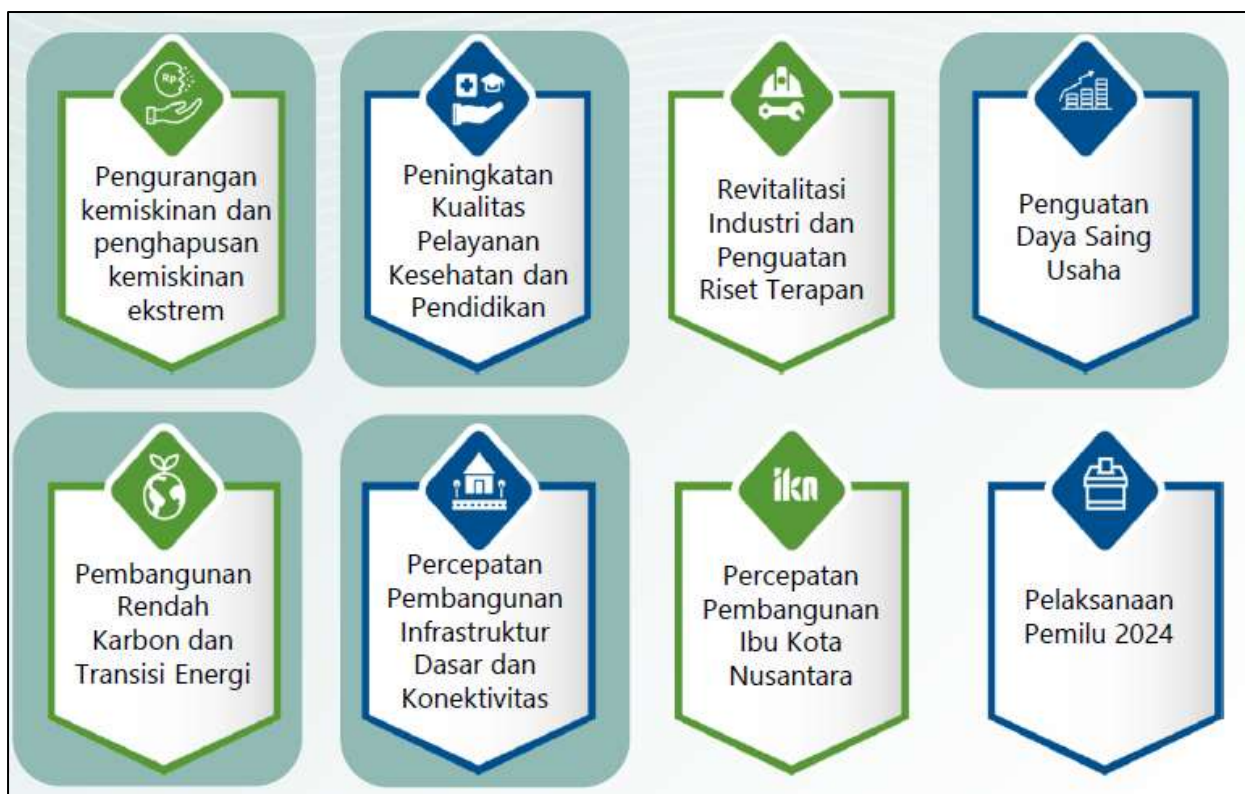 Rp
Pengurangan
kemiskinan dan
penghapusan
kemiskinan
ekstrem
Peningkatan
Kualitas
Pelayanan
Kesehatan dan
Pendidikan
Revitalitasi
Industri dan
Penguatan
Riset Terapan
Penguatan
Daya Saing
Usaha
Pembangunan
Rendah
Karbon dan
Transisi Energi
Percepatan
Pembangunan
Infrastruktur
Dasar dan
Konektivitas
ikn
Percepatan
Pembangunan
Ibu Kota
Nusantara
Pelaksanaan
Pemilu 2024